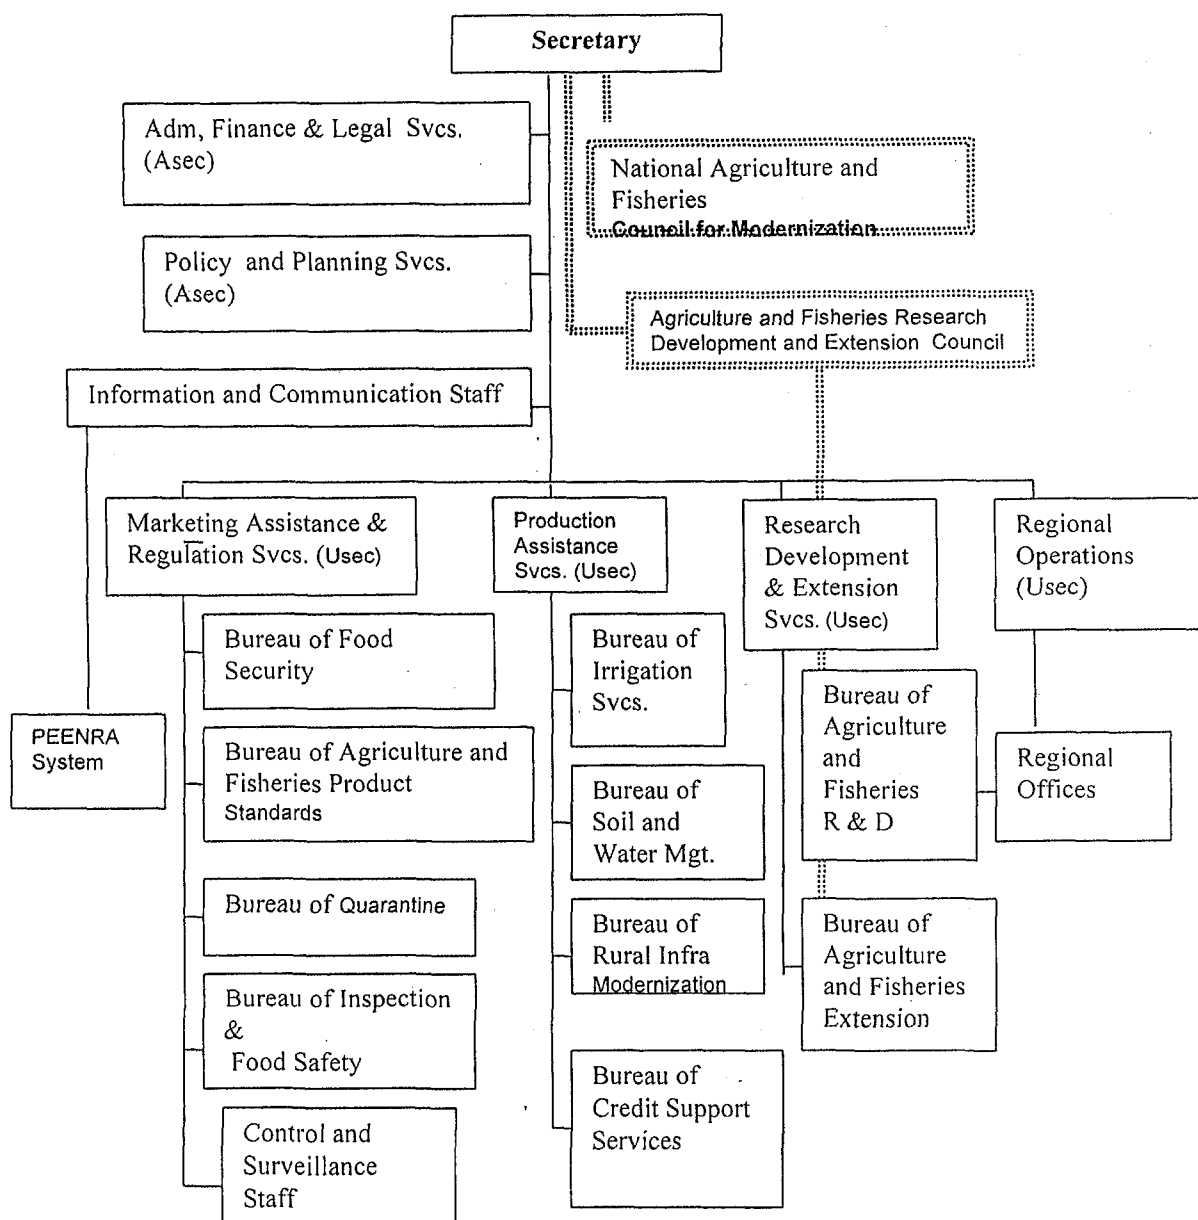 Secretary
Adm, Finance & Legal Svcs.
(Asec)
National Agriculture and
Fisheries
Council for Modernization
Policy and Planning Svcs.
(Asec)
Agriculture and Fisheries Research
Development and Extension Council
Information and Communication Staff
Marketing Assistance &
Regulation Svcs. (Usec)
Production
Assistance
Svcs. (Usec)
Research
Development
& Extension
Svcs. (Usec)
Regional
Operations
(Usec)
PEENRA
System
Bureau of Food
Security
Bureau of Agriculture and
Fisheries Product
Standards
Bureau of Quarantine
Bureau of Inspection
&
Food Safety
Control and
Surveillance
Staff
Bureau of
Irrigation
Svcs.
Bureau of
Soil and
Water Mgt.
Bureau of
Rural Infra
Modernization
Bureau of
Credit Support
Services
Bureau of
Agriculture
and
Fisheries
R & D
Bureau of
Agriculture
and Fisheries
Extension
Regional
Offices